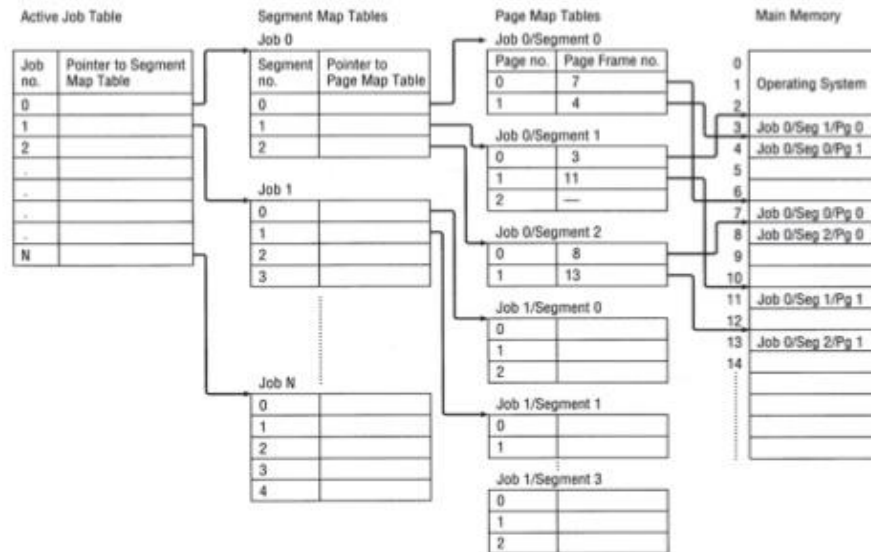 Active Job Table
Job no. Pointer to Segment Map Table
0
1
2
.
.
.
.
N
Segment Map Tables
Job 0
Segment no. Pointer to Page Map Table
0
1
2
Job 1
0
1
2
3
Job N
0
1
2
3
4
Page Map Tables
Job 0/Segment 0
Page no. Page Frame no.
0 7
1 4
Job 0/Segment 1
0 3
1 11
2 —
Job 0/Segment 2
0 8
1 13
Job 1/Segment 0
0
1
2
Job 1/Segment 1
0
1
Job 1/Segment 3
0
1
2
Main Memory
0
1 Operating System
2
3 Job 0/Seg 1/Pg 0
4 Job 0/Seg 0/Pg 1
5
6
7 Job 0/Seg 0/Pg 0
8 Job 0/Seg 2/Pg 0
9
10
11 Job 0/Seg 1/Pg 1
12
13 Job 0/Seg 2/Pg 1
14